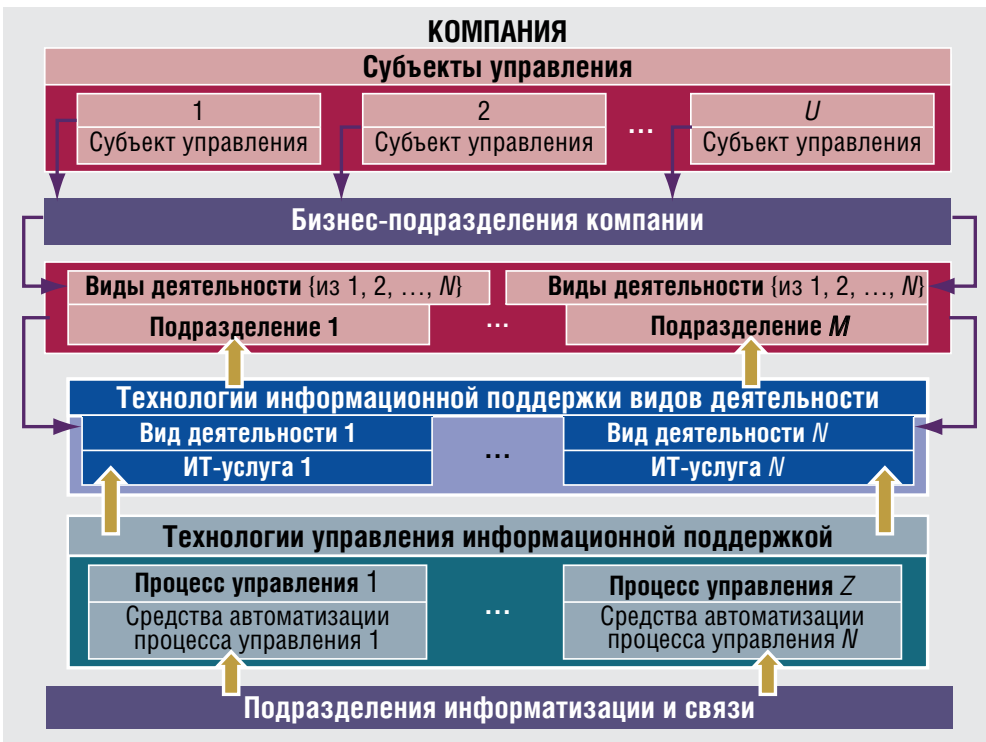 КОМПАНИЯ
Субъекты управления
1
Субъект управления
2
Субъект управления
...
U
Субъект управления
Бизнес-подразделения компании
Виды деятельности {из 1, 2, ..., N}
Подразделение 1
...
Виды деятельности {из 1, 2, ..., N}
Подразделение M
Технологии информационной поддержки видов деятельности
Вид деятельности 1
ИТ-услуга 1
...
Вид деятельности N
ИТ-услуга N
Технологии управления информационной поддержкой
Процесс управления 1
Средства автоматизации
процесса управления 1
...
Процесс управления Z
Средства автоматизации
процесса управления N
Подразделения информатизации и связи